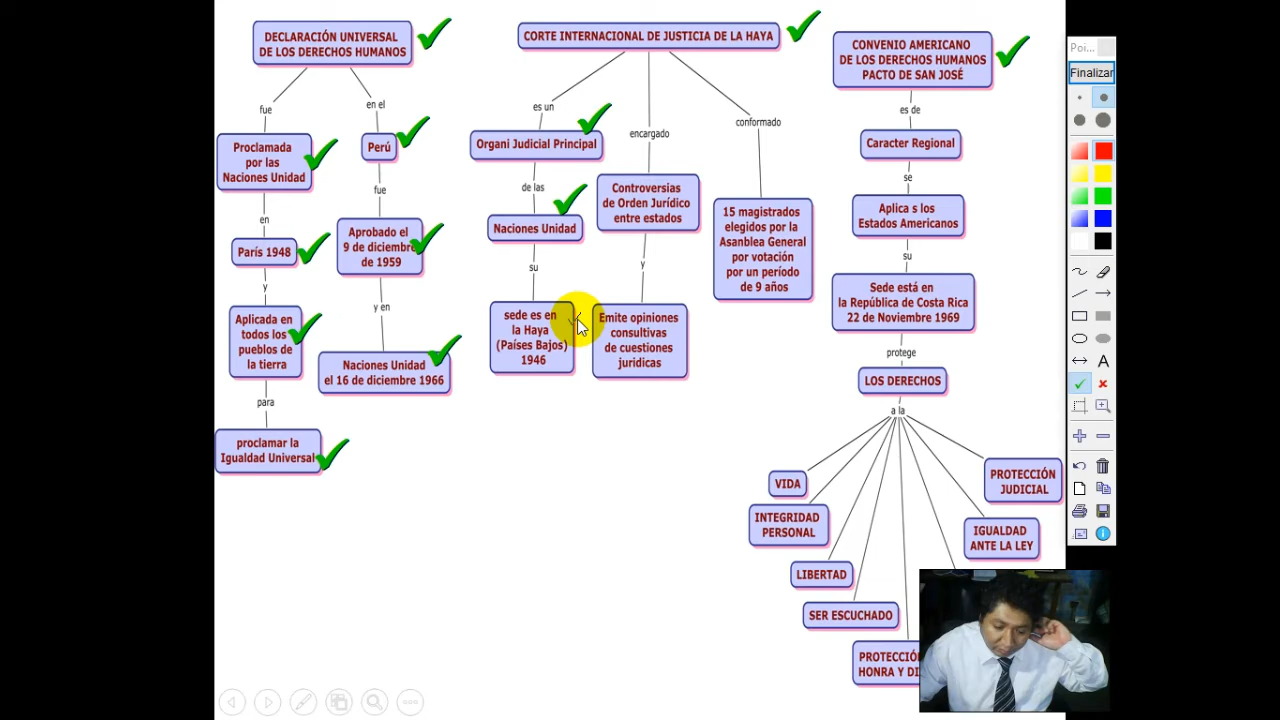 DECLARACIÓN UNIVERSAL
DE LOS DERECHOS HUMANOS
fue
Proclamada
por las
Naciones Unidad
en
París 1948
y
Aplicada en
todos los
pueblos de
la tierra
para
proclamar la
Igualdad Universal
en el
Perú
fue
Aprobado el
9 de diciembre
de 1959
y en
Naciones Unidad
el 16 de diciembre 1966
CORTE INTERNACIONAL DE JUSTICIA DE LA HAYA
es un
Organi Judicial Principal
de las
Naciones Unidad
su
sede es en
la Haya
(Países Bajos)
1946
encargado
Controversias
de Orden Jurídico
entre estados
y
Emite opiniones
consultivas
de cuestiones
juridicas
conformado
15 magistrados
elegidos por la
Asanblea General
por votación
por un período
de 9 años
CONVENIO AMERICANO
DE LOS DERECHOS HUMANOS
PACTO DE SAN JOSÉ
es de
Caracter Regional
se
Aplica s los
Estados Americanos
su
Sede está en
la República de Costa Rica
22 de Noviembre 1969
protege
LOS DERECHOS
a la
VIDA
INTEGRIDAD
PERSONAL
LIBERTAD
SER ESCUCHADO
PROTECCIÓN
HONRA Y
IGUALDAD
ANTE LA LEY
PROTECCIÓN
JUDICIAL
Poi...
Finalizar
A